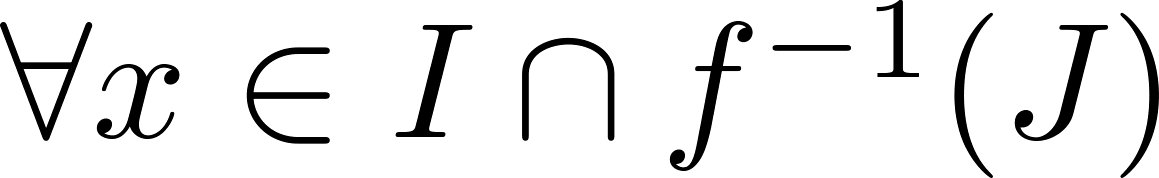 ∀x ∈ I ∩ f⁻¹(J)